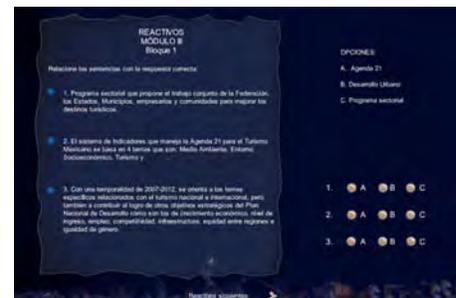 REACTIVOS
MÓDULO III
Bloque 1
Relacione las sentencias con la respuesta correcta:
1. Programa sectorial que propone el trabajo conjunto de la Federación,
los Estados, Municipios, empresarios y comunidades para mejorar los
destinos turísticos.
2. El sistema de Indicadores que maneja la Agenda 21 para el Turismo
Mexicano se basa en 4 temas que son: Medio Ambiente, Entorno
Socioeconómico, Turismo y
3. Con una temporalidad de 2007-2012, se orienta a los temas
específicos relacionados con el turismo nacional e internacional, pero
también a contribuir al logro de otros objetivos estratégicos del Plan
Nacional de Desarrollo como son los de crecimiento económico, nivel de
ingreso, empleo, competitividad, infraestructura, equidad entre regiones e
igualdad de género.
OPCIONES:
A. Agenda 21
B. Desarrollo Urbano
C. Programa sectorial
1. A B C
2. A B C
3. A B C
Reactivos siguientes